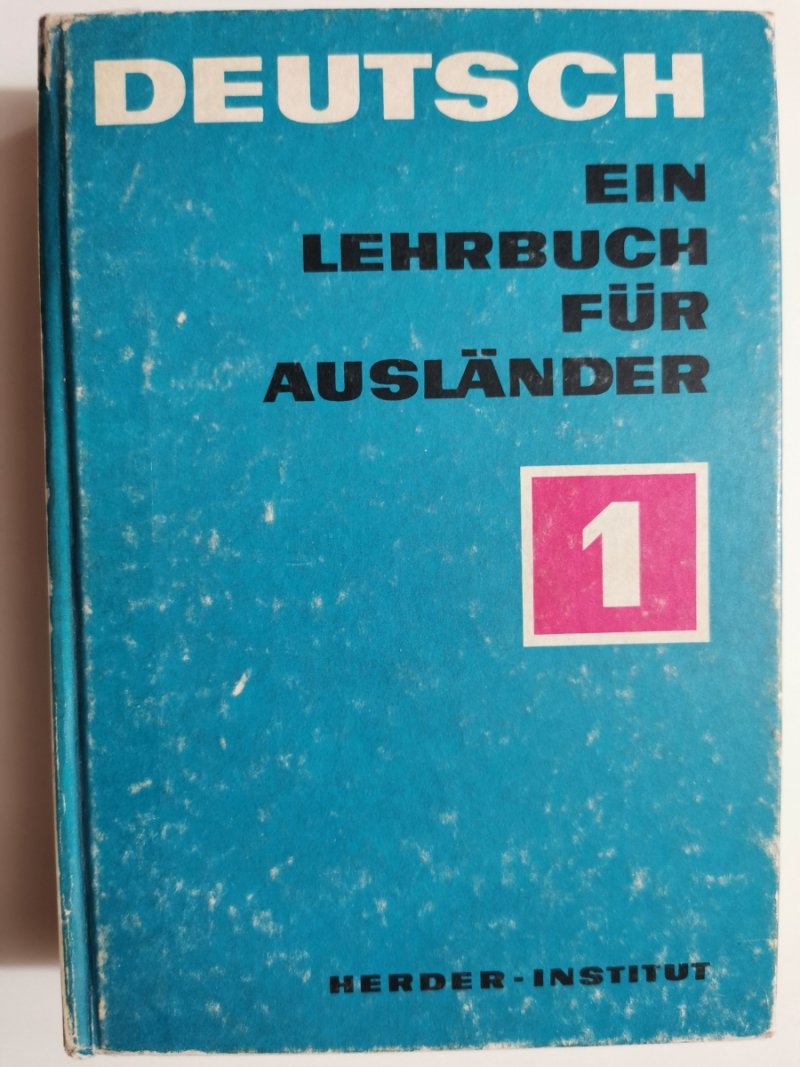 DEUTSCH
EIN
LEHRBUCH
FÜR
AUSLÄNDER
1
HERDER-INSTITUT